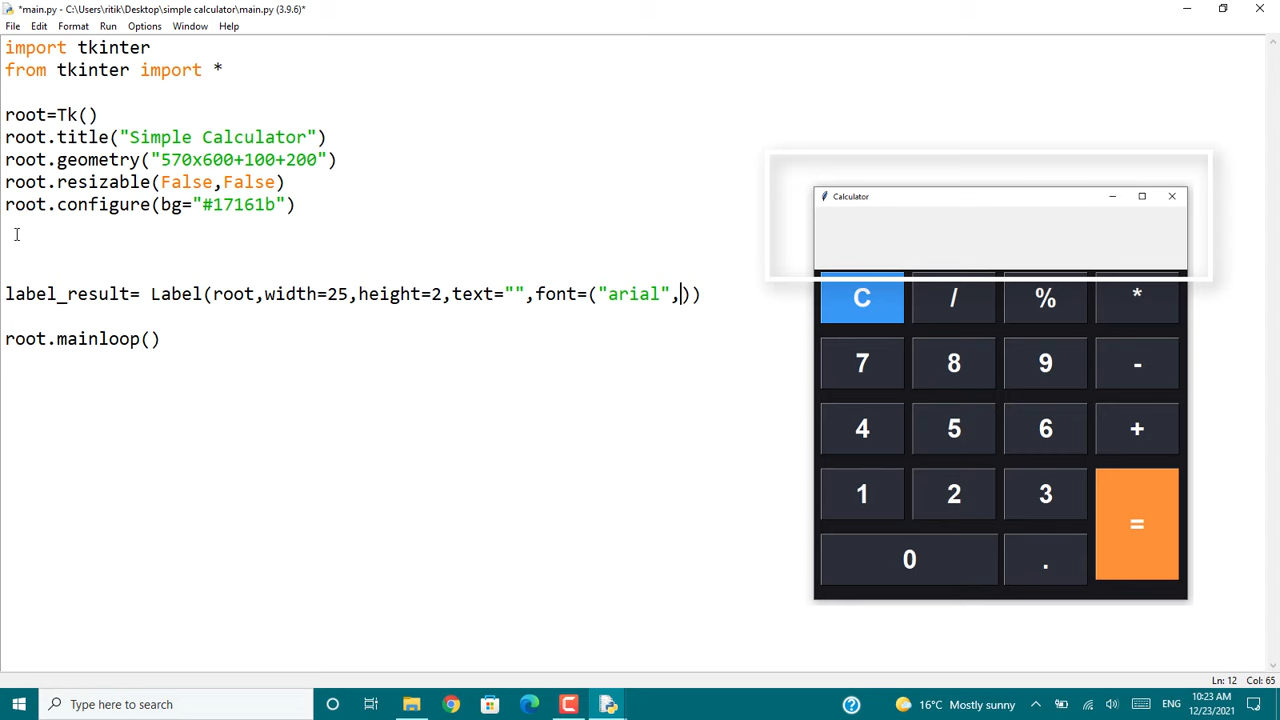 *main.py - C:\Users\ritik\Desktop\simple calculator\main.py (3.9.6)*
File Edit Format Run Options Window Help
import tkinter
from tkinter import *
root=Tk()
root.title("Simple Calculator")
root.geometry("570x600+100+200")
root.resizable(False,False)
root.configure(bg="#17161b")
label_result= Label(root,width=25,height=2,text="",font=("arial",))
root.mainloop()
Calculator
C / % *
7 8 9 -
4 5 6 +
1 2 3 =
0 .
Ln: 12 Col: 65
Type here to search
16°C Mostly sunny
ENG
10:23 AM
12/23/2021